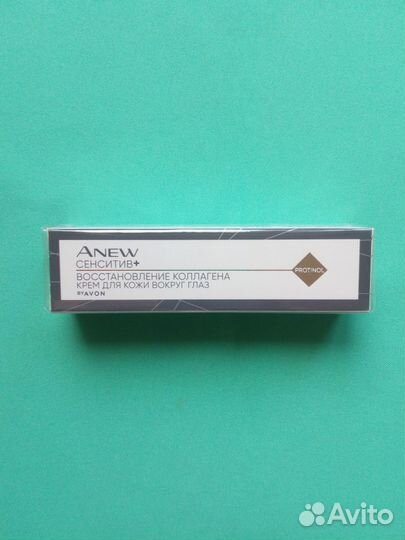 ANEW
СЕНСИТИВ+
ВОССТАНОВЛЕНИЕ КОЛЛАГЕНА
КРЕМ ДЛЯ КОЖИ ВОКРУГ ГЛАЗ
BY AVON
PROTINOL
Avito